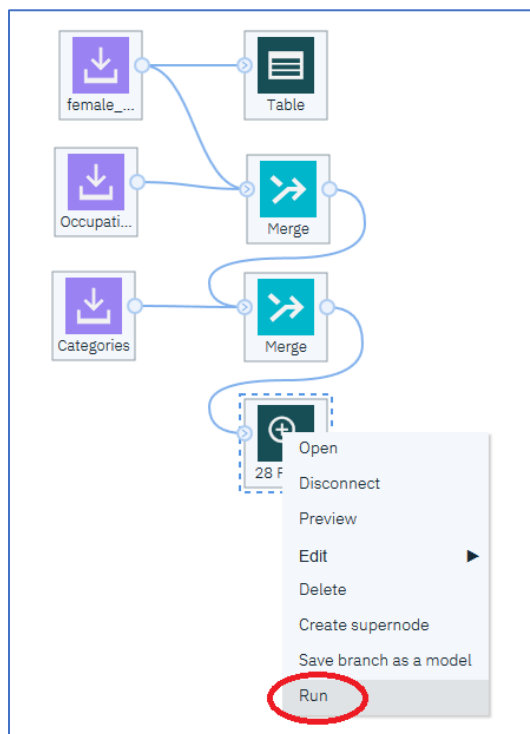 female_...
Table
Occupati...
Merge
Categories
Merge
28 F
Open
Disconnect
Preview
Edit
Delete
Create supernode
Save branch as a model
Run